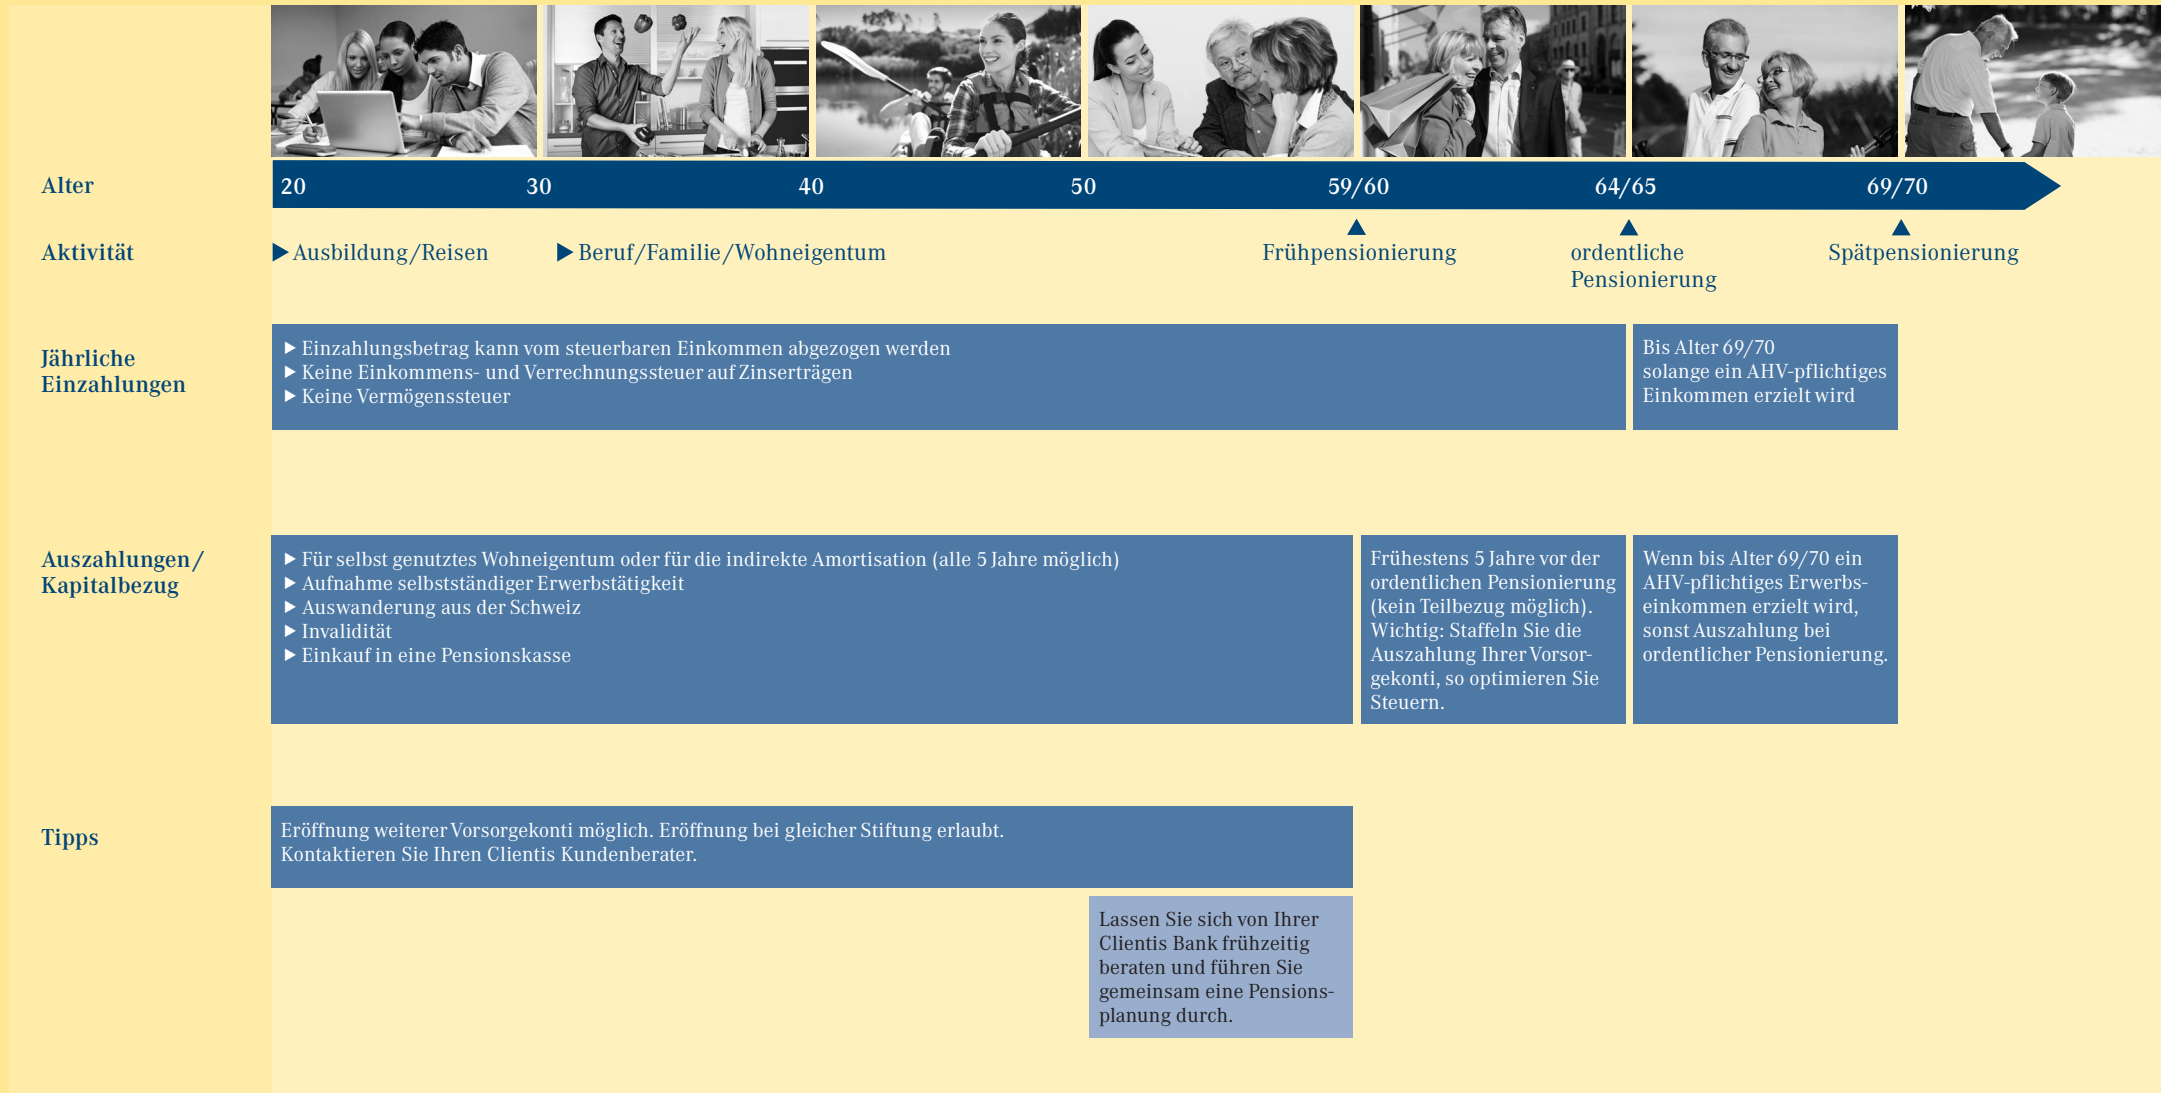 Alter
20 30 40 50 59/60 64/65 69/70
Aktivität
▶ Ausbildung/Reisen
▶ Beruf/Familie/Wohneigentum
Frühpensionierung
ordentliche
Pensionierung
Spätpensionierung
Jährliche
Einzahlungen
▶ Einzahlungsbetrag kann vom steuerbaren Einkommen abgezogen werden
▶ Keine Einkommens- und Verrechnungssteuer auf Zinserträgen
▶ Keine Vermögenssteuer
Bis Alter 69/70
solange ein AHV-pflichtiges
Einkommen erzielt wird
Auszahlungen/
Kapitalbezug
▶ Für selbst genutztes Wohneigentum oder für die indirekte Amortisation (alle 5 Jahre möglich)
▶ Aufnahme selbstständiger Erwerbstätigkeit
▶ Auswanderung aus der Schweiz
▶ Invalidität
▶ Einkauf in eine Pensionskasse
Frühestens 5 Jahre vor der
ordentlichen Pensionierung
(kein Teilbezug möglich).
Wichtig: Staffeln Sie die
Auszahlung Ihrer Vorsor-
gekonti, so optimieren Sie
Steuern.
Wenn bis Alter 69/70 ein
AHV-pflichtiges Erwerbs-
einkommen erzielt wird,
sonst Auszahlung bei
ordentlicher Pensionierung.
Tipps
Eröffnung weiterer Vorsorgekonti möglich. Eröffnung bei gleicher Stiftung erlaubt.
Kontaktieren Sie Ihren Clientis Kundenberater.
Lassen Sie sich von Ihrer
Clientis Bank frühzeitig
beraten und führen Sie
gemeinsam eine Pensions-
planung durch.